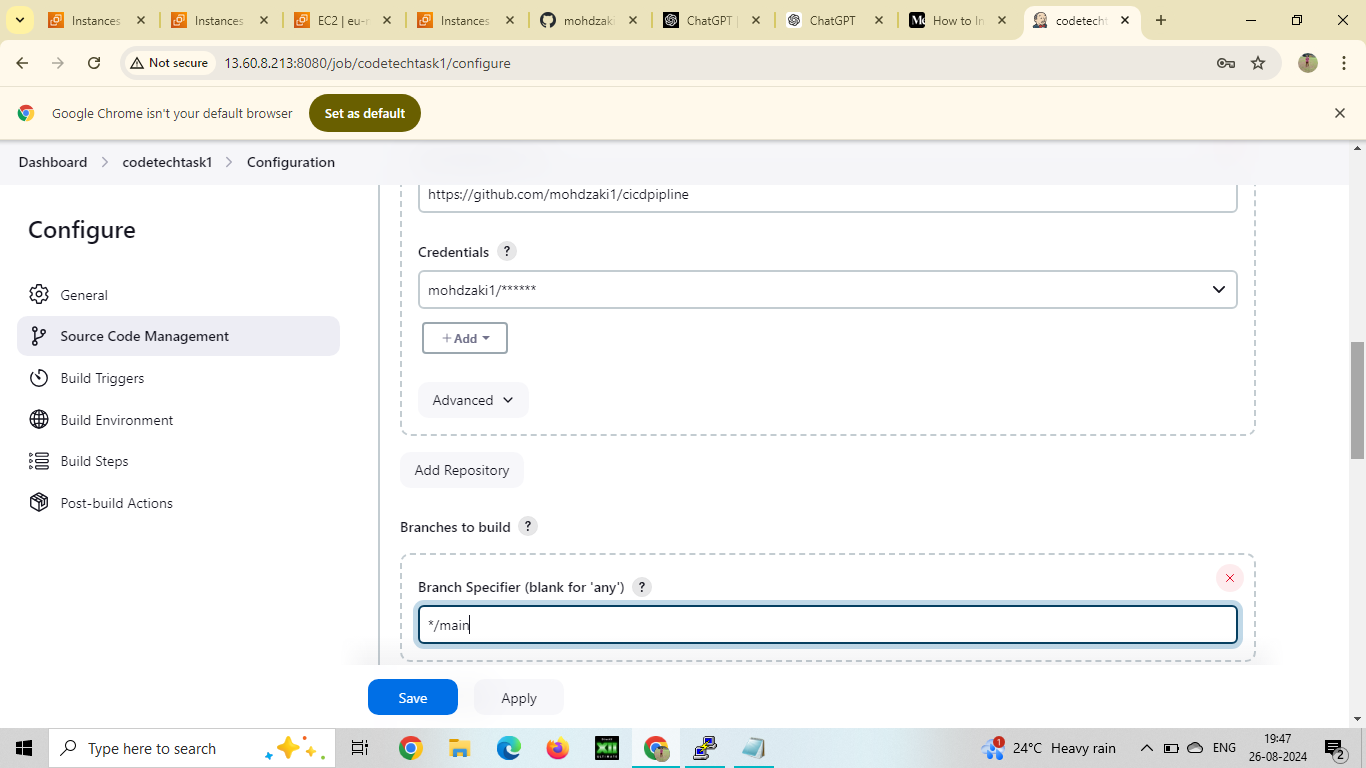 Instances
Instances
EC2 | eu-n
Instances
mohdzaki
ChatGPT |
ChatGPT
How to In
codetecht
Not secure
13.60.8.213:8080/job/codetechtask1/configure
Google Chrome isn't your default browser
Set as default
Dashboard
codetechtask1
Configuration
Configure
General
Source Code Management
Build Triggers
Build Environment
Build Steps
Post-build Actions
https://github.com/mohdzaki1/cicdpipline
Credentials ?
mohdzaki1/******
+ Add
Advanced
Add Repository
Branches to build ?
Branch Specifier (blank for 'any') ?
*/main
Save
Apply
Type here to search
XII
1
24°C Heavy rain
ENG
19:47
26-08-2024
2